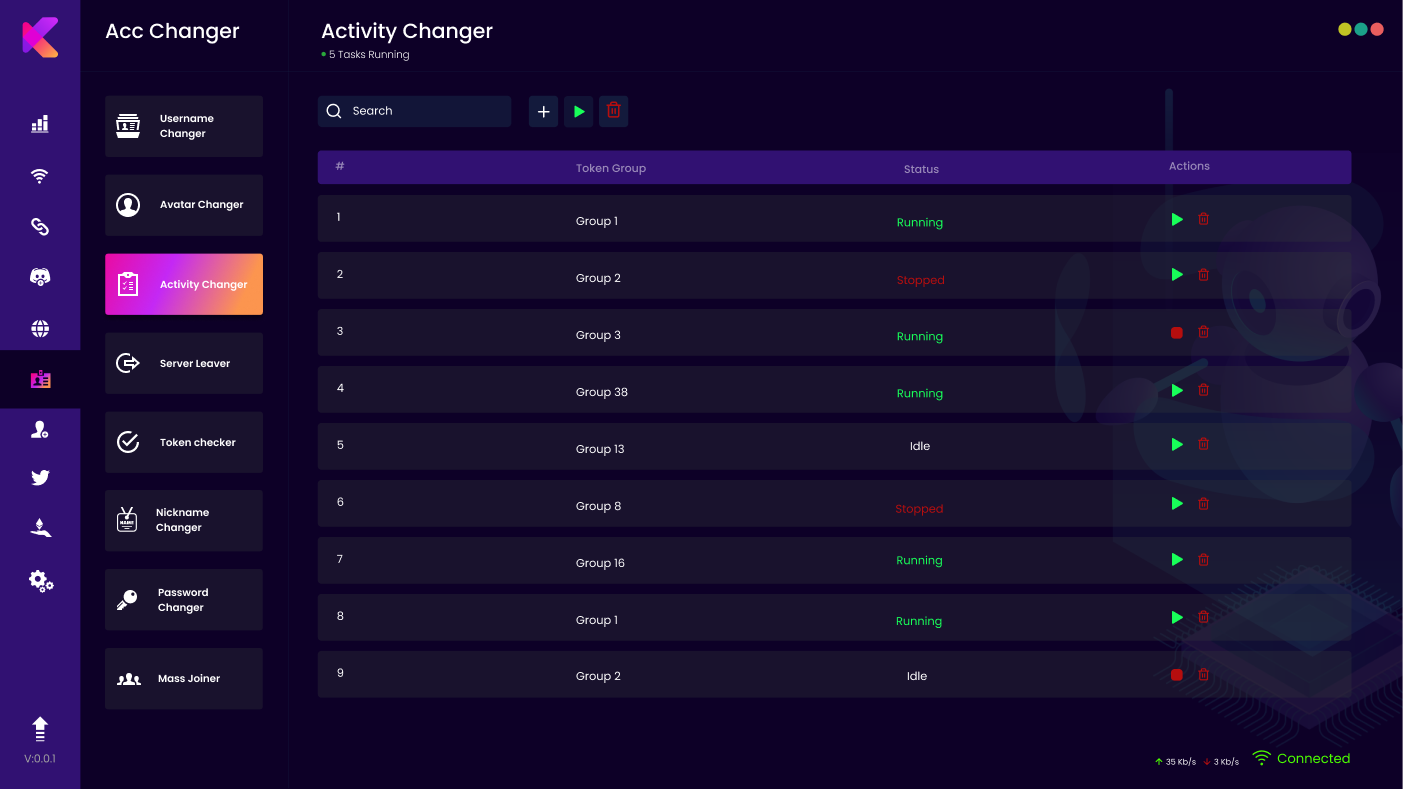 Acc Changer
Activity Changer
5 Tasks Running
Username
Changer
Avatar Changer
Activity Changer
Server Leaver
Token checker
Nickname
Changer
NAME
Password
Changer
Mass Joiner
V:0.0.1
Search
# Token Group Status Actions
1 Group 1 Running
2 Group 2 Stopped
3 Group 3 Running
4 Group 38 Running
5 Group 13 Idle
6 Group 8 Stopped
7 Group 16 Running
8 Group 1 Running
9 Group 2 Idle
35 Kb/s 3 Kb/s Connected